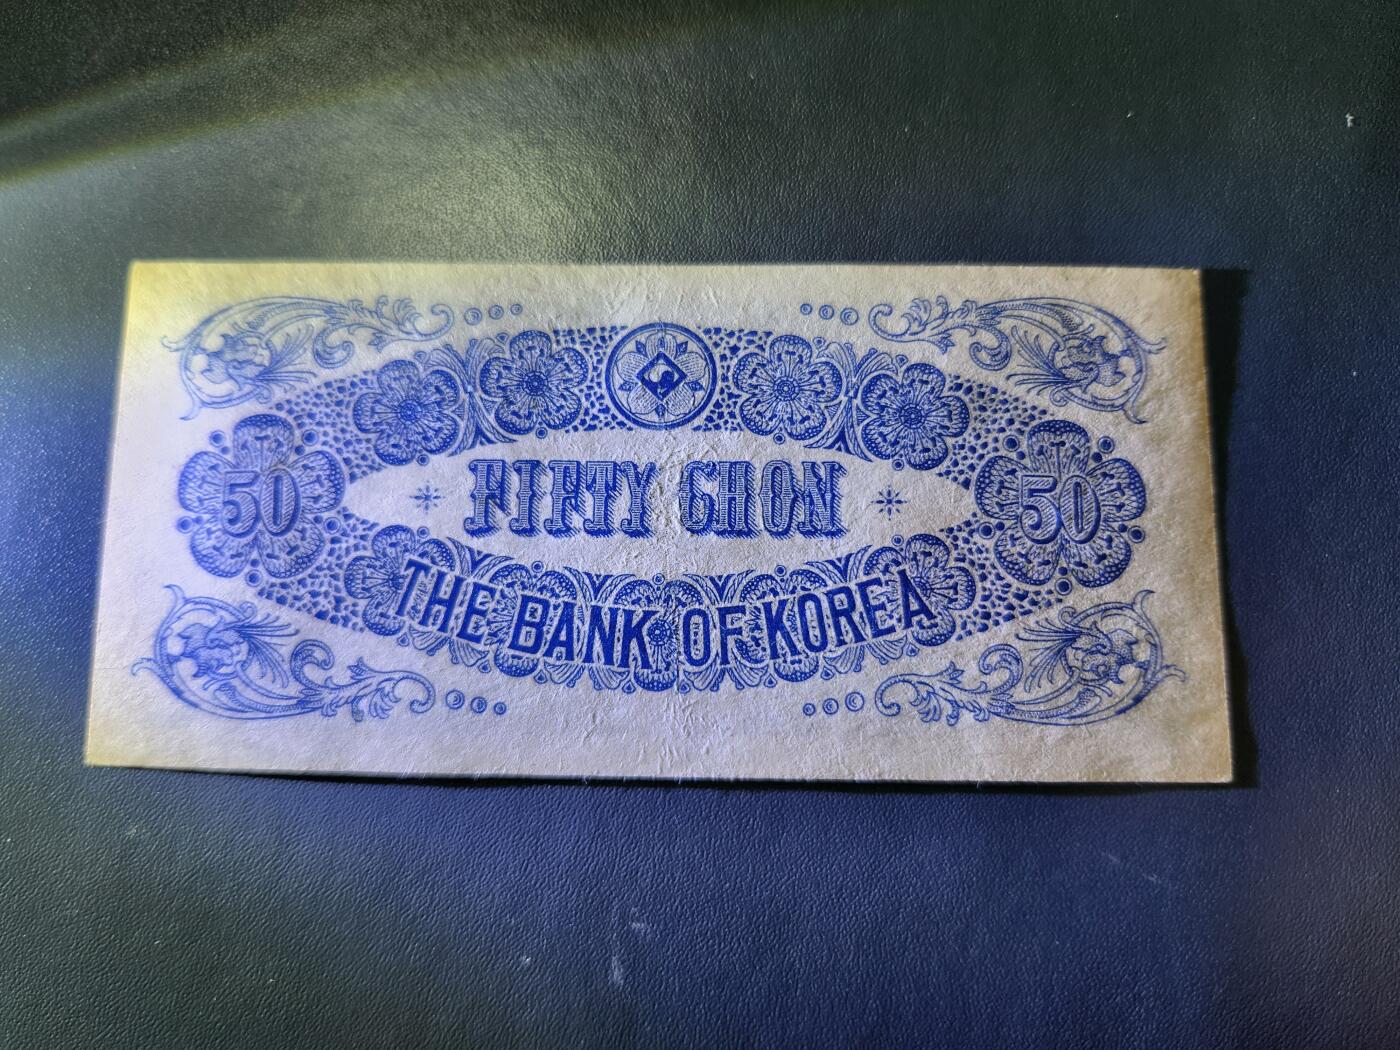 FIFTY CHON
50
50
THE BANK OF KOREA